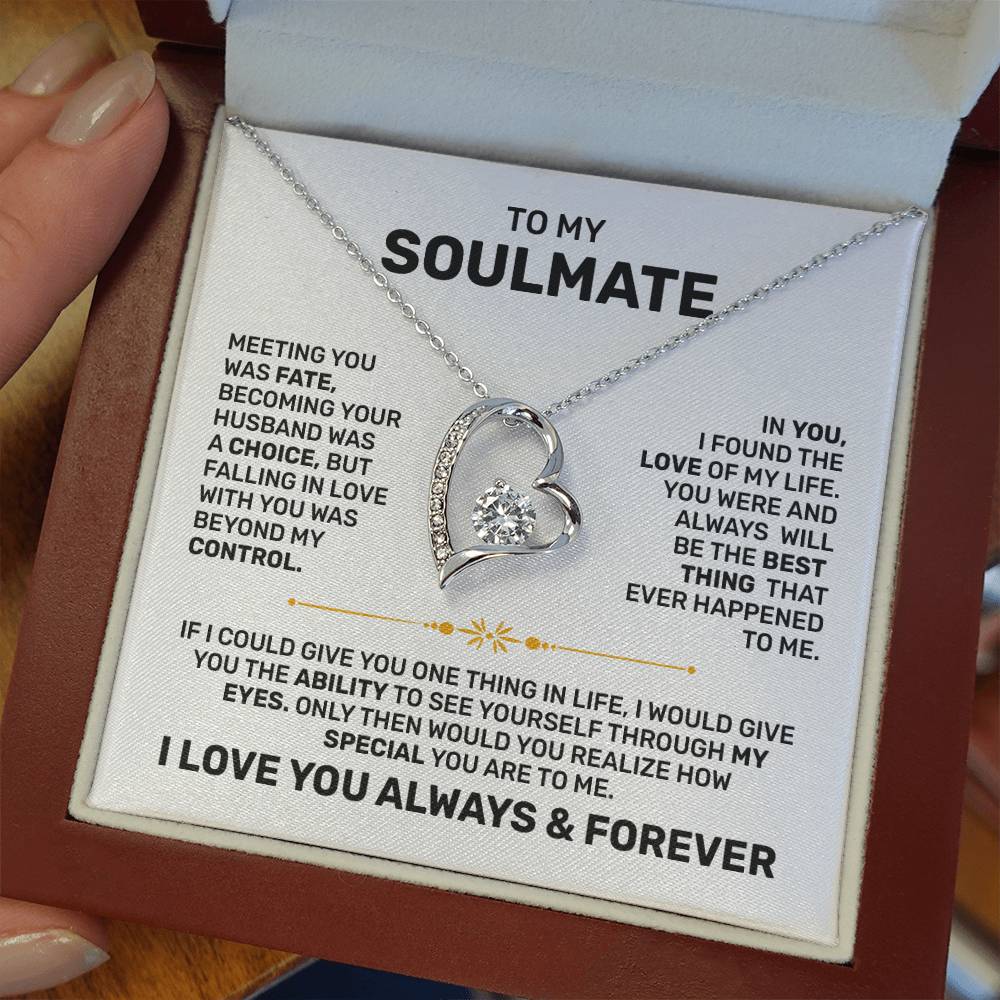 TO MY
SOULMATE
MEETING YOU
WAS FATE,
BECOMING YOUR
HUSBAND WAS
A CHOICE, BUT
FALLING IN LOVE
WITH YOU WAS
BEYOND MY
CONTROL.
IN YOU,
I FOUND THE
LOVE OF MY LIFE.
YOU WERE AND
ALWAYS WILL
BE THE BEST
THING THAT
EVER HAPPENED
TO ME.
IF I COULD GIVE YOU ONE THING IN LIFE, I WOULD GIVE
YOU THE ABILITY TO SEE YOURSELF THROUGH MY
EYES. ONLY THEN WOULD YOU REALIZE HOW
SPECIAL YOU ARE TO ME.
I LOVE YOU ALWAYS & FOREVER